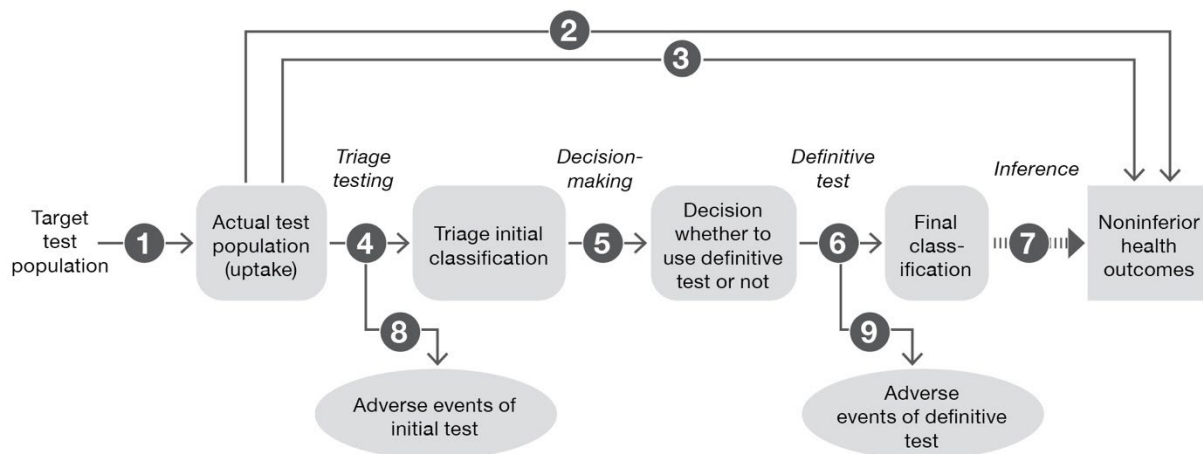 2
3
Triage
testing
Decision-
making
Definitive
test
Inference
Target
test
population
1
Actual test
population
(uptake)
4
Triage initial
classification
5
Decision
whether to
use definitive
test or not
6
Final
class-
ification
7
Noninferior
health
outcomes
8
9
Adverse events of
initial test
Adverse
events of definitive
test